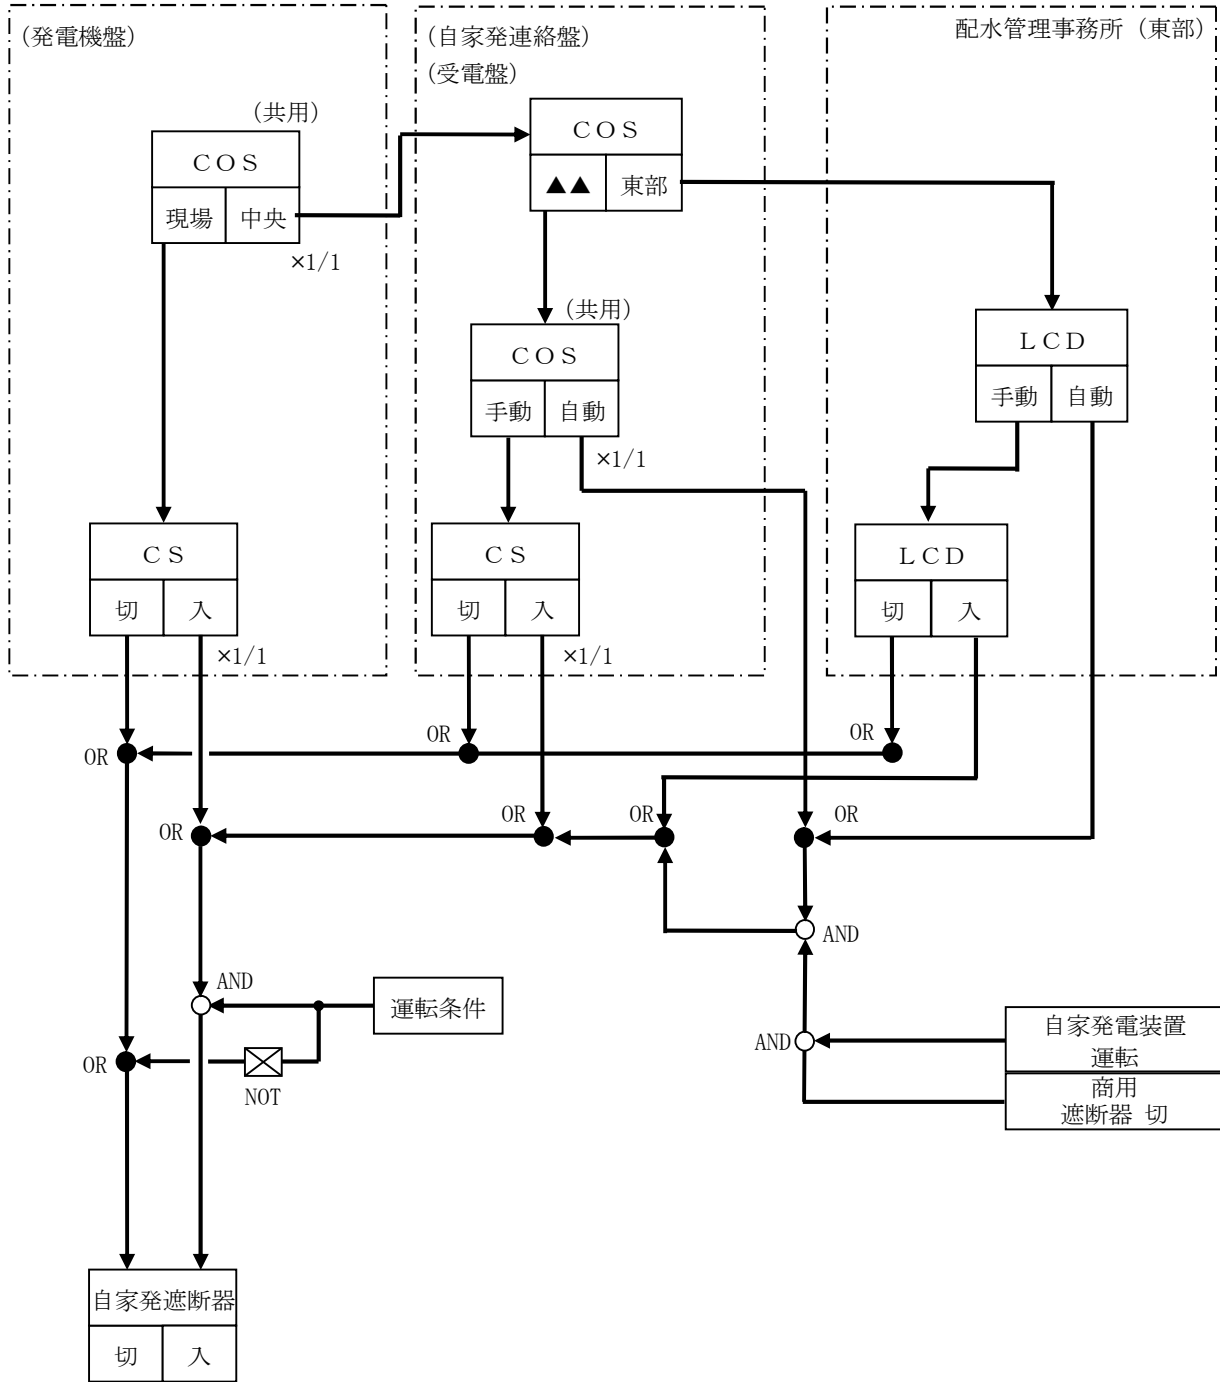 (発電機盤)
(自家発連絡盤)
(受電盤)
配水管理事務所 (東部)
(共用)
COS
現場 中央
×1/1
COS
▲▲ 東部
(共用)
COS
手動 自動
×1/1
LCD
手動 自動
CS
切 入
×1/1
CS
切 入
×1/1
LCD
切 入
OR
OR
OR
OR
OR
OR
OR
AND
AND
運転条件
OR
NOT
AND
自家発電装置
運転
商用
遮断器 切
自家発遮断器
切 入